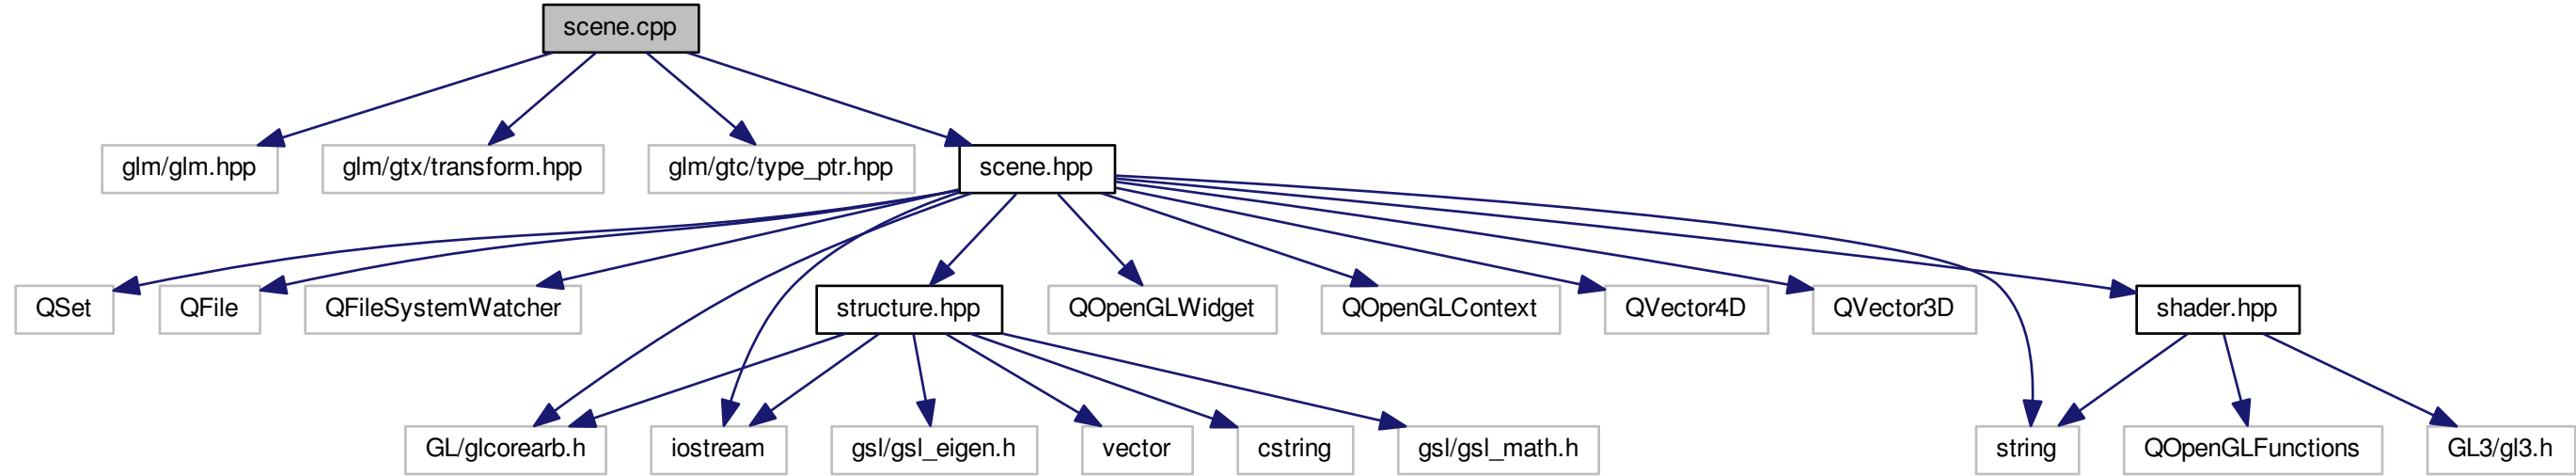 scene.cpp
glm/glm.hpp
glm/gtx/transform.hpp
glm/gtc/type_ptr.hpp
scene.hpp
QSet
QFile
QFileSystemWatcher
structure.hpp
QOpenGLWidget
QOpenGLContext
QVector4D
QVector3D
shader.hpp
GL/glcorearb.h
iostream
gsl/gsl_eigen.h
vector
cstring
gsl/gsl_math.h
string
QOpenGLFunctions
GL3/gl3.h